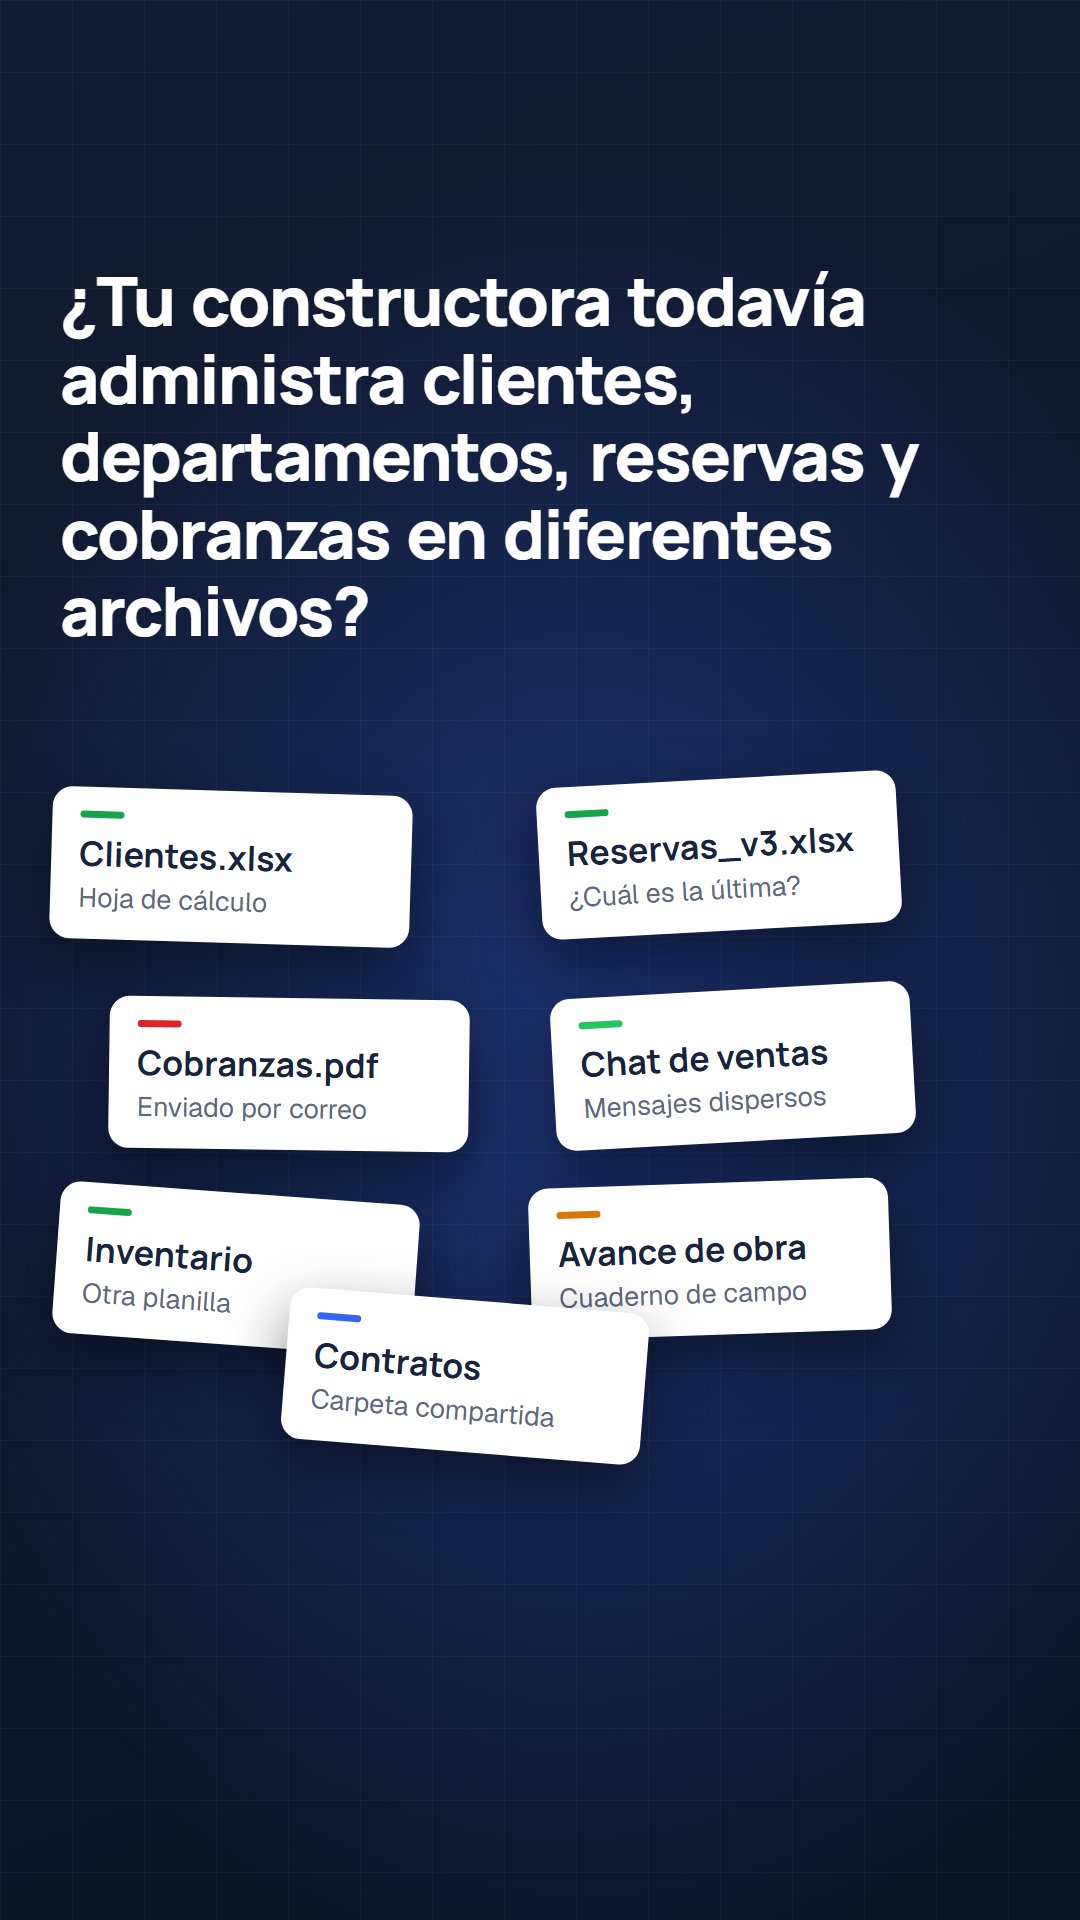 ¿Tu constructora todavía
administra clientes,
departamentos, reservas y
cobranzas en diferentes
archivos?
Clientes.xlsx
Hoja de cálculo
Reservas_v3.xlsx
¿Cuál es la última?
Cobranzas.pdf
Enviado por correo
Chat de ventas
Mensajes dispersos
Inventario
Otra planilla
Avance de obra
Cuaderno de campo
Contratos
Carpeta compartida